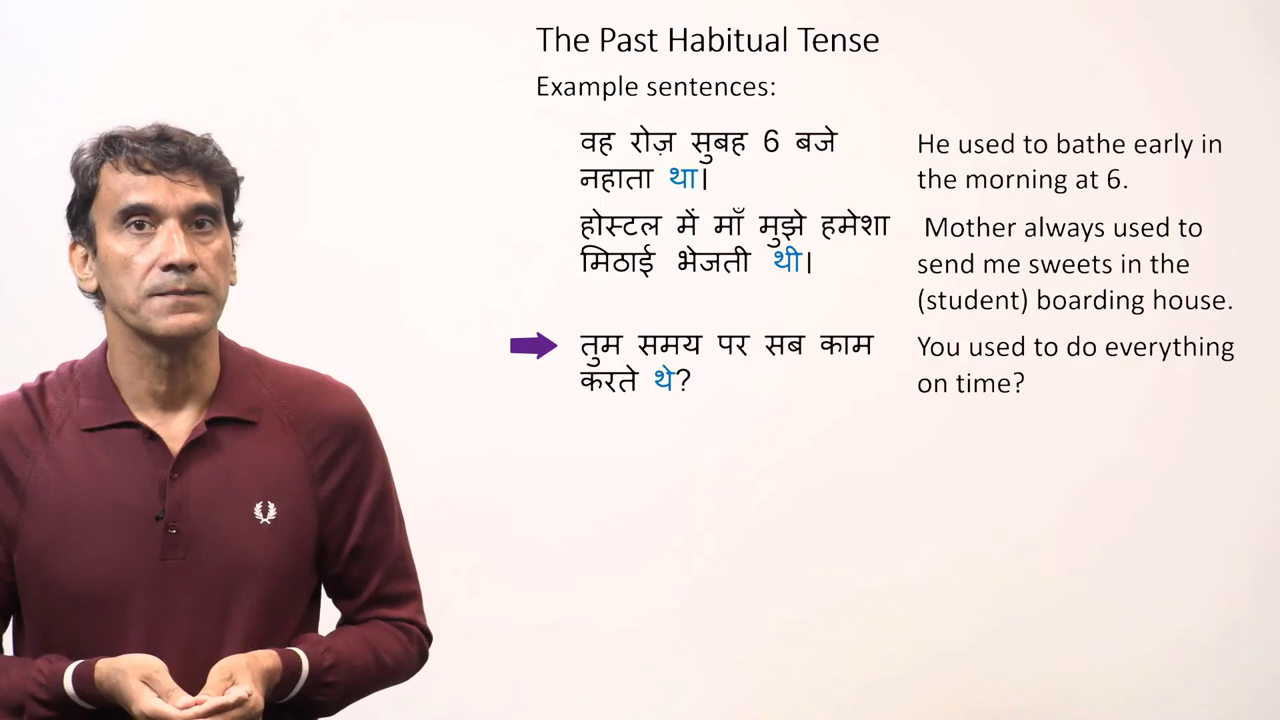 The Past Habitual Tense
Example sentences:
वह रोज़ सुबह 6 बजे
नहाता था।
He used to bathe early in
the morning at 6.
होस्टल में माँ मुझे हमेशा
मिठाई भेजती थी।
Mother always used to
send me sweets in the
(student) boarding house.
तुम समय पर सब काम
करते थे?
You used to do everything
on time?